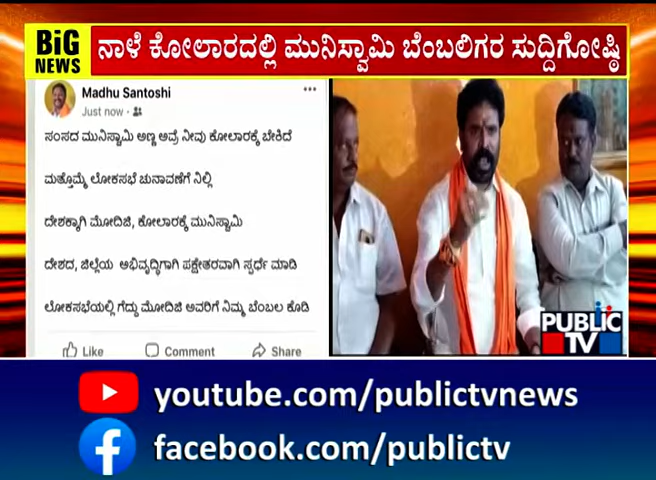 BiG NEWS
ನಾಳೆ ಕೋಲಾರದಲ್ಲಿ ಮುನಿಸ್ವಾಮಿ ಬೆಂಬಲಿಗರ ಸುದ್ದಿಗೋಷ್ಠಿ
Madhu Santoshi
Just now ·
ಸಂಸದ ಮುನಿಸ್ವಾಮಿ ಅಣ್ಣ ಅವ್ರೆ ನೀವು ಕೋಲಾರಕ್ಕೆ ಬೇಕಿದೆ
ಮತ್ತೊಮ್ಮೆ ಲೋಕಸಭೆ ಚುನಾವಣೆಗೆ ನಿಲ್ಲಿ
ದೇಶಕ್ಕಾಗಿ ಮೋದಿಜಿ, ಕೋಲಾರಕ್ಕೆ ಮುನಿಸ್ವಾಮಿ
ದೇಶದ, ಜಿಲ್ಲೆಯ ಅಭಿವೃದ್ಧಿಗಾಗಿ ಪಕ್ಷೇತರವಾಗಿ ಸ್ಪರ್ಧೆ ಮಾಡಿ
ಲೋಕಸಭೆಯಲ್ಲಿ ಗೆದ್ದು ಮೋದಿಜಿ ಅವರಿಗೆ ನಿಮ್ಮ ಬೆಂಬಲ ಕೊಡಿ
Like Comment Share
PUBLIC TV
youtube.com/publictvnews
facebook.com/publictv